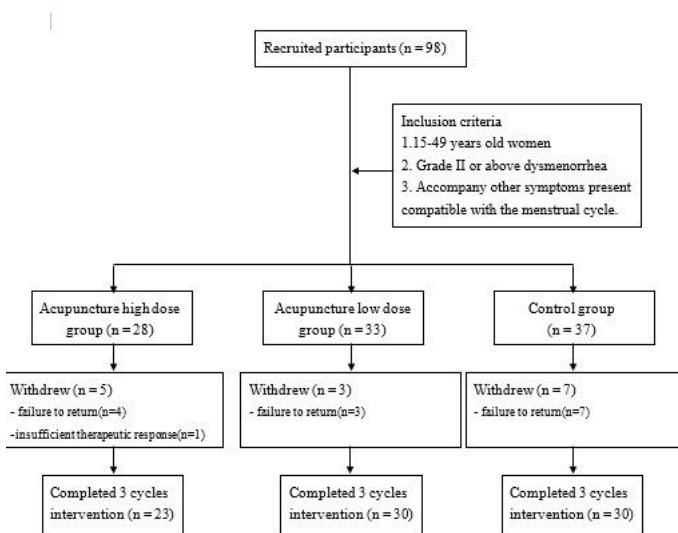 Recruited participants (n = 98)
Inclusion criteria
1.15-49 years old women
2. Grade II or above dysmenorrhea
3. Accompany other symptoms present
compatible with the menstrual cycle.
Acupuncture high dose
group (n = 28)
Acupuncture low dose
group (n = 33)
Control group
(n = 37)
Withdrew (n = 5)
- failure to return(n=4)
-insufficient therapeutic response(n=1)
Withdrew (n = 3)
- failure to return(n=3)
Withdrew (n = 7)
- failure to return(n=7)
Completed 3 cycles
intervention (n = 23)
Completed 3 cycles
intervention (n = 30)
Completed 3 cycles
intervention (n = 30)